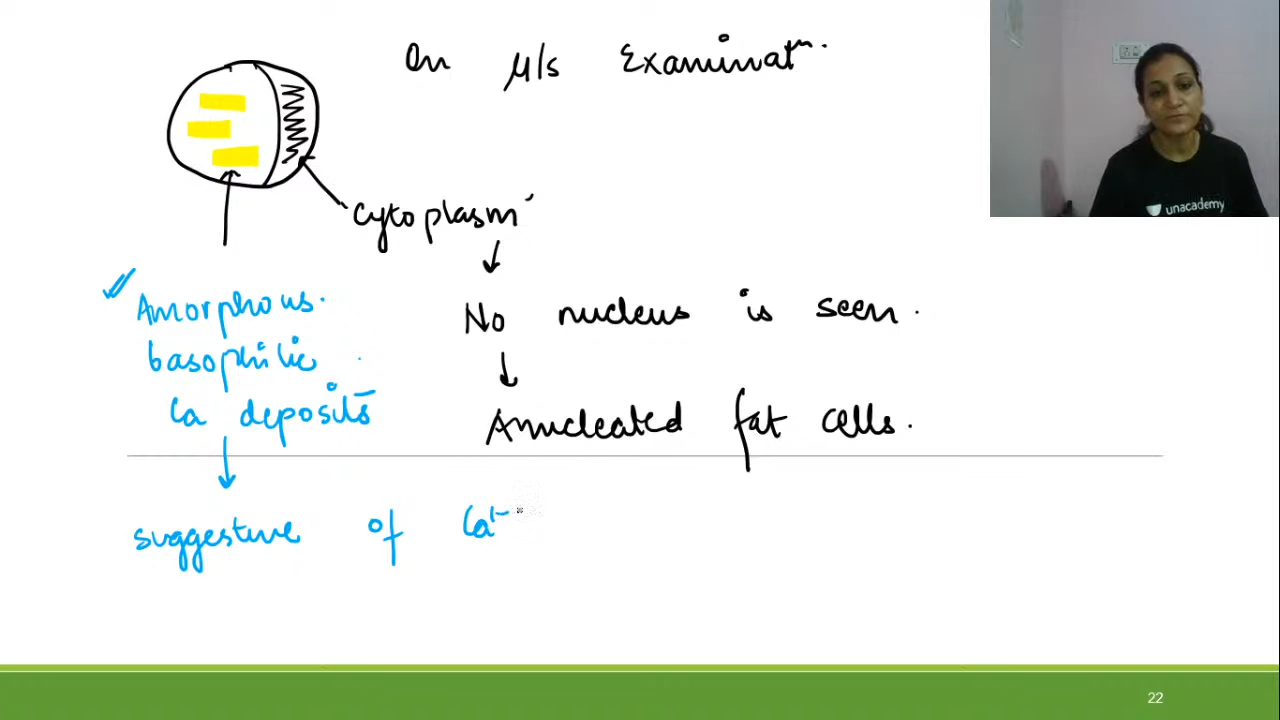 On μ/s Examinatⁿ.
unacademy
cytoplasm
Amorphous.
basophilic
Ca deposits
No nucleus is seen.
Anucleated fat cells.
suggestive of Ca
22